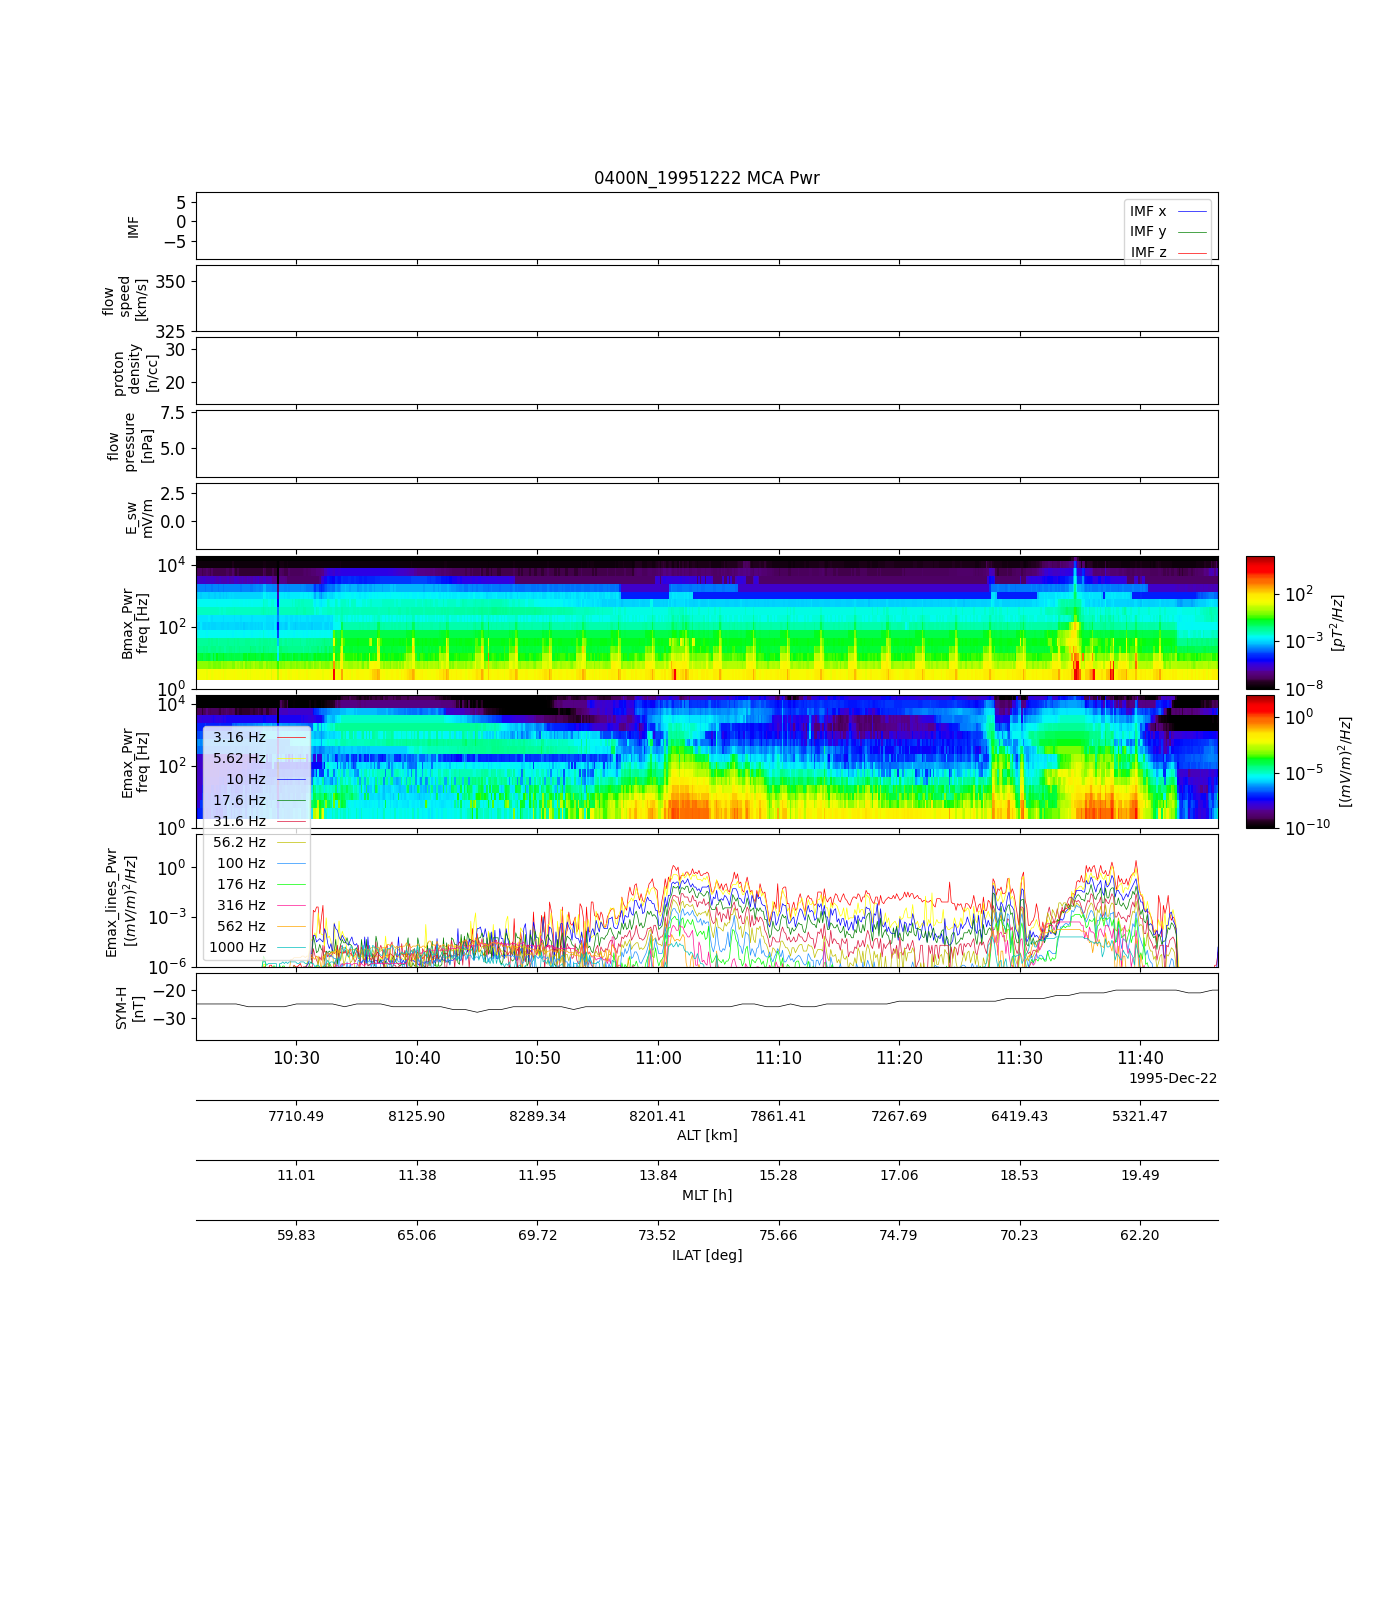 0400N_19951222 MCA Pwr
IMF
5
0
−5
IMF x
IMF y
IMF z
flow
speed
[km/s]
350
325
proton
density
[n/cc]
30
20
flow
pressure
[nPa]
7.5
5.0
E_sw
mV/m
2.5
0.0
Bmax_Pwr
freq [Hz]
10^4
10^2
10^0
10^2
10^−3
10^−8
[pT^2/Hz]
Emax_Pwr
freq [Hz]
10^4
10^2
10^0
10^0
10^−5
10^−10
[(mV/m)^2/Hz]
3.16 Hz
5.62 Hz
10 Hz
17.6 Hz
31.6 Hz
56.2 Hz
100 Hz
176 Hz
316 Hz
562 Hz
1000 Hz
Emax_lines_Pwr
[(mV/m)^2/Hz]
10^0
10^−3
10^−6
SYM-H
[nT]
−20
−30
10:30 10:40 10:50 11:00 11:10 11:20 11:30 11:40
1995-Dec-22
7710.49 8125.90 8289.34 8201.41 7861.41 7267.69 6419.43 5321.47
ALT [km]
11.01 11.38 11.95 13.84 15.28 17.06 18.53 19.49
MLT [h]
59.83 65.06 69.72 73.52 75.66 74.79 70.23 62.20
ILAT [deg]